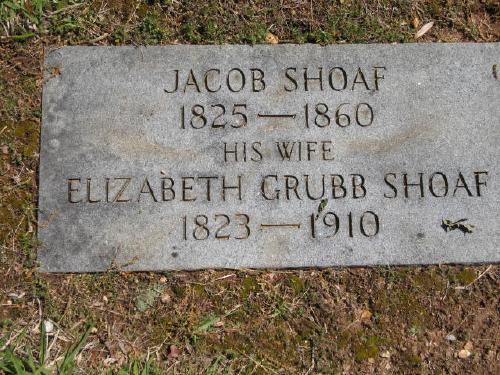 JACOB SHOAF
1825 — 1860
HIS WIFE
ELIZABETH GRUBB SHOAF
1823 — 1910